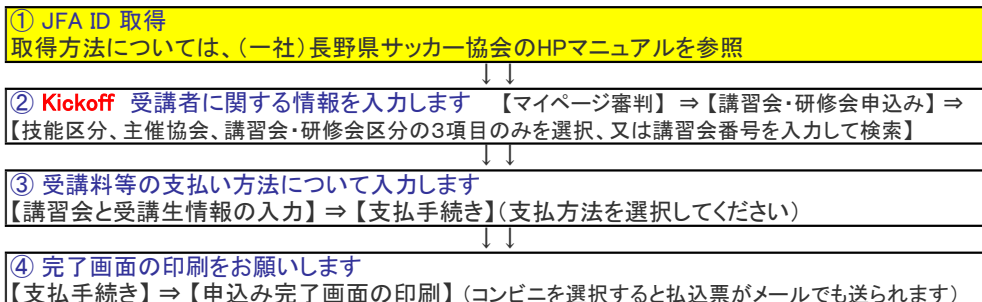 ① JFA ID 取得
取得方法については、（一社）長野県サッカー協会のHPマニュアルを参照
↓ ↓
② Kickoff 受講者に関する情報を入力します 【マイページ審判】 ⇒【講習会・研修会申込み】⇒
【技能区分、主催協会、講習会・研修会区分の３項目のみを選択、又は講習会番号を入力して検索】
↓ ↓
③ 受講料等の支払い方法について入力します
【講習会と受講生情報の入力】 ⇒ 【支払手続き】（支払方法を選択してください）
↓ ↓
④ 完了画面の印刷をお願いします
【支払手続き】 ⇒ 【申込み完了画面の印刷】 （コンビニを選択すると払込票がメールでも送られます）